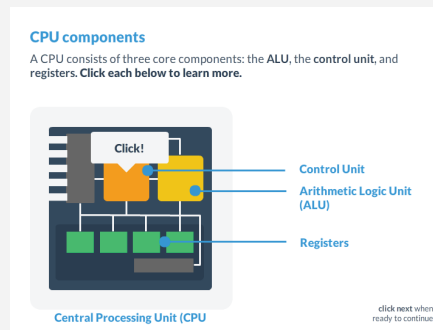 CPU components
A CPU consists of three core components: the ALU, the control unit, and
registers. Click each below to learn more.
Click!
Control Unit
Arithmetic Logic Unit
(ALU)
Registers
Central Processing Unit (CPU
click next when
ready to continue